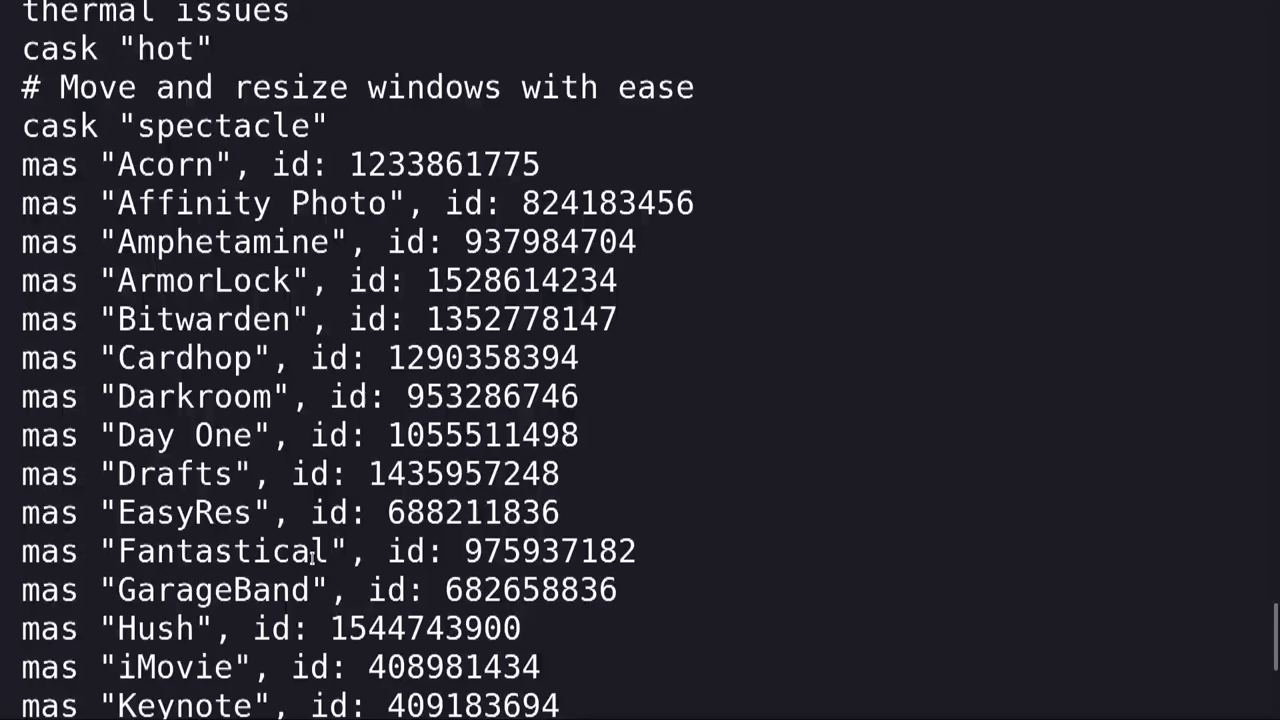 thermal issues
cask "hot"
# Move and resize windows with ease
cask "spectacle"
mas "Acorn", id: 1233861775
mas "Affinity Photo", id: 824183456
mas "Amphetamine", id: 937984704
mas "ArmorLock", id: 1528614234
mas "Bitwarden", id: 1352778147
mas "Cardhop", id: 1290358394
mas "Darkroom", id: 953286746
mas "Day One", id: 1055511498
mas "Drafts", id: 1435957248
mas "EasyRes", id: 688211836
mas "Fantastical", id: 975937182
mas "GarageBand", id: 682658836
mas "Hush", id: 1544743900
mas "iMovie", id: 408981434
mas "Keynote", id: 409183694